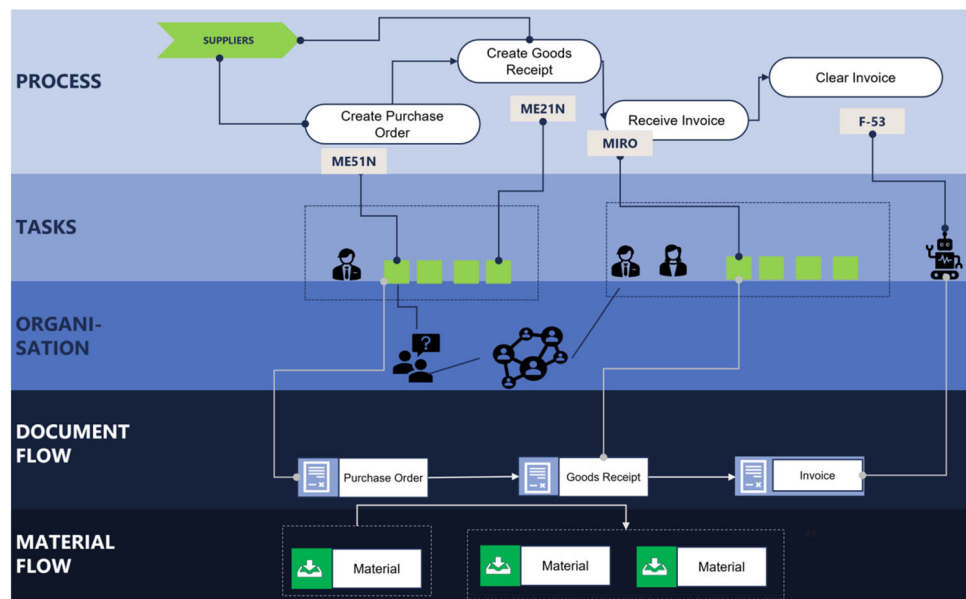 PROCESS
SUPPLIERS
Create Goods
Receipt
Clear Invoice
Create Purchase
Order
ME21N
Receive Invoice
F-53
ME51N
MIRO
TASKS
ORGANI-
SATION
?
DOCUMENT
FLOW
Purchase Order
Goods Receipt
Invoice
MATERIAL
FLOW
Material
Material
Material